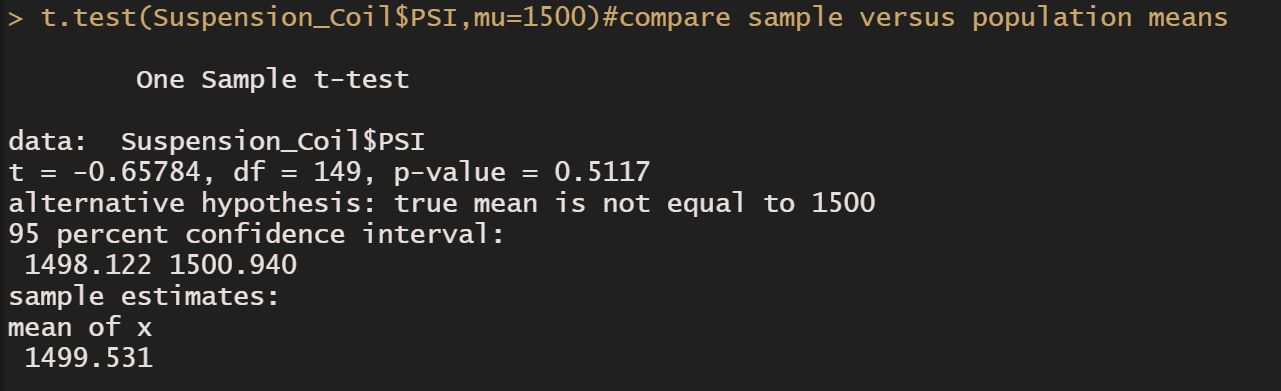 > t.test(Suspension_Coil$PSI,mu=1500)#compare sample versus population means
One Sample t-test
data:  Suspension_Coil$PSI
t = -0.65784, df = 149, p-value = 0.5117
alternative hypothesis: true mean is not equal to 1500
95 percent confidence interval:
1498.122 1500.940
sample estimates:
mean of x
1499.531